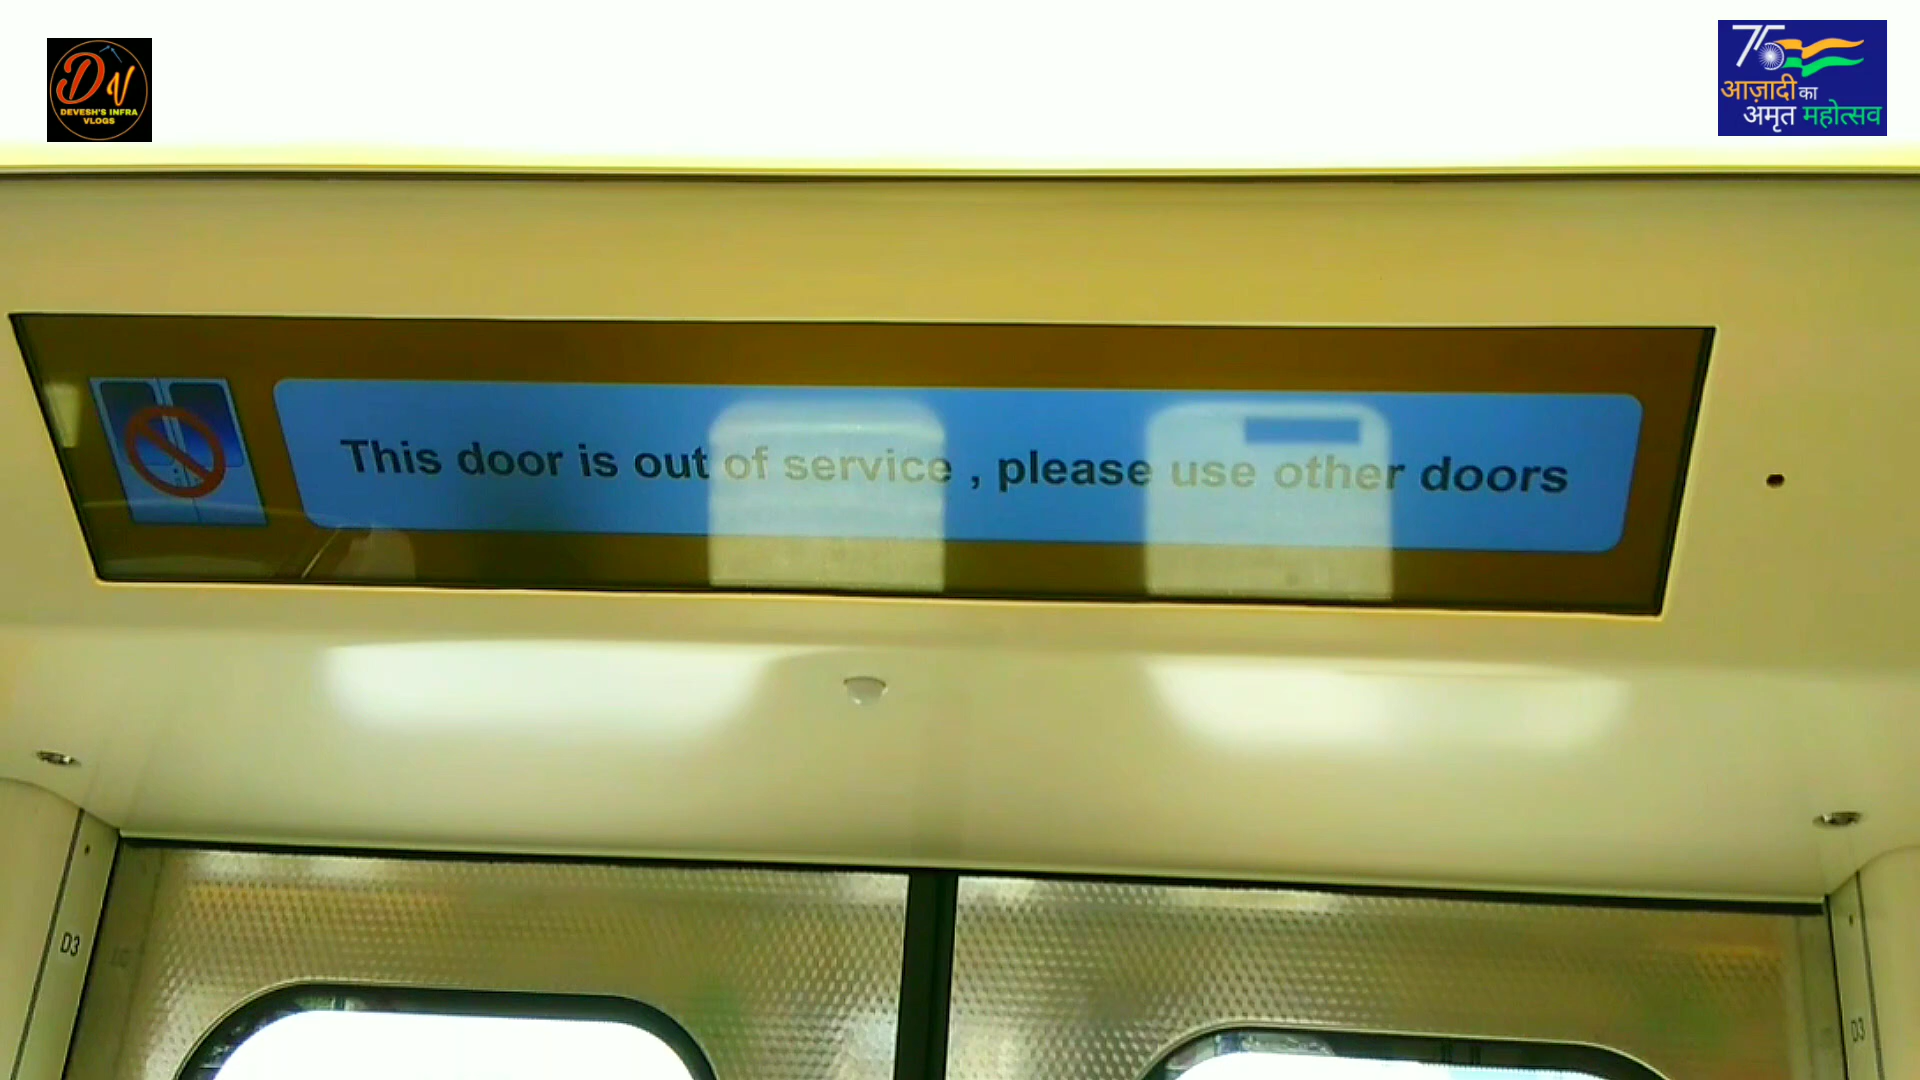 DV
DEVESH'S INFRA
VLOGS
75
आज़ादी का
अमृत महोत्सव
This door is out of service , please use other doors
D3
D3